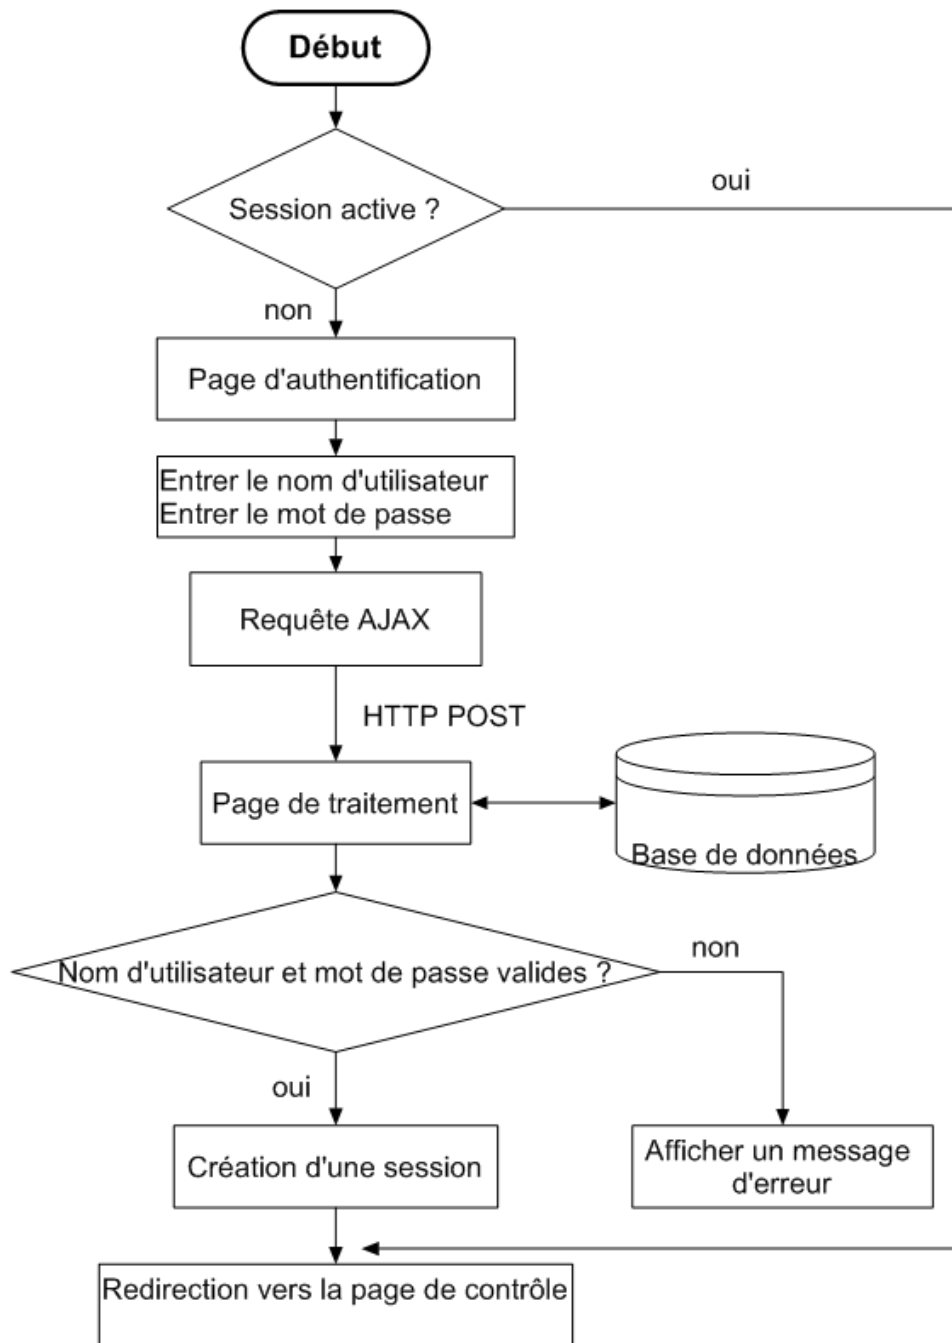 Début
Session active ?
oui
non
Page d'authentification
Entrer le nom d'utilisateur
Entrer le mot de passe
Requête AJAX
HTTP POST
Page de traitement
Base de données
Nom d'utilisateur et mot de passe valides ?
non
oui
Création d'une session
Afficher un message
d'erreur
Redirection vers la page de contrôle